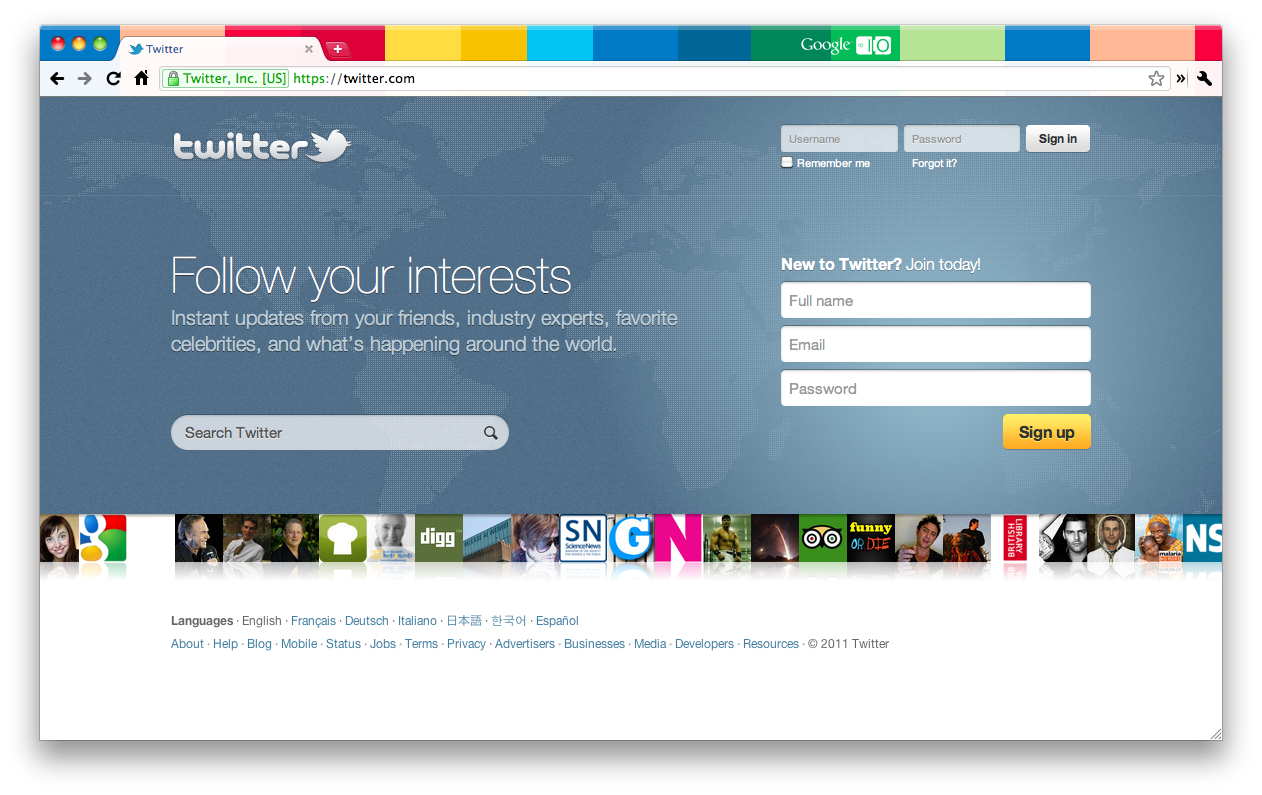 Twitter
Google IO
Twitter, Inc. [US] https://twitter.com
»
twitter
Username
Password
Sign in
Remember me
Forgot it?
Follow your interests
Instant updates from your friends, industry experts, favorite
celebrities, and what's happening around the world.
New to Twitter? Join today!
Full name
Email
Password
Sign up
Search Twitter
digg
SN
ScienceNews
G
N
funny
OR DIE
BRITISH
LIBRARY
malaria
NS
Languages · English · Français · Deutsch · Italiano · 日本語 · 한국어 · Español
About · Help · Blog · Mobile · Status · Jobs · Terms · Privacy · Advertisers · Businesses · Media · Developers · Resources · © 2011 Twitter